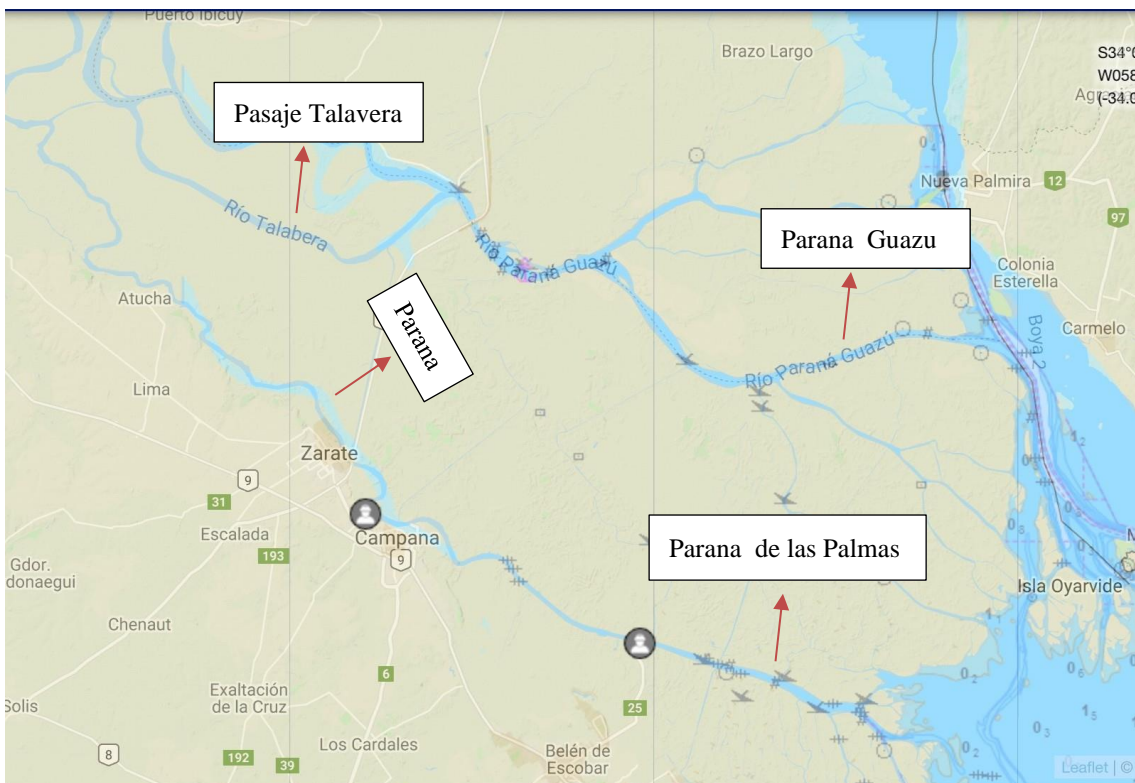 Puerto Ibicuy
Brazo Largo
S34°0
W058
(-34.0
Pasaje Talavera
Nueva Palmira
12
97
Río Talabera
Río Paraná Guazú
Parana Guazu
Colonia
Esterella
Atuchа
Parana
Boya 2
Carmelo
Lima
Río Paraná Guazú
Zarate
9
31
Escalada
193
Campana
9
Parana de las Palmas
Gdor.
donaegui
Isla Oyarvide
Chenaut
6
Exaltación
de la Cruz
Solis
25
8
192
39
Los Cardales
Belén de
Escobar
Leaflet | ©